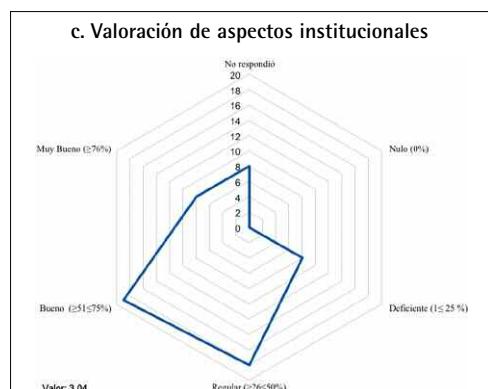 c. Valoración de aspectos institucionales
No respondió
20
18
16
14
12
10
8
6
4
2
0
Muy Bueno (≥76%)
Nulo (0%)
Bueno (≥51≤75%)
Deficiente (1≤ 25 %)
Valor: 3.04
Regular (≥26≤50%)